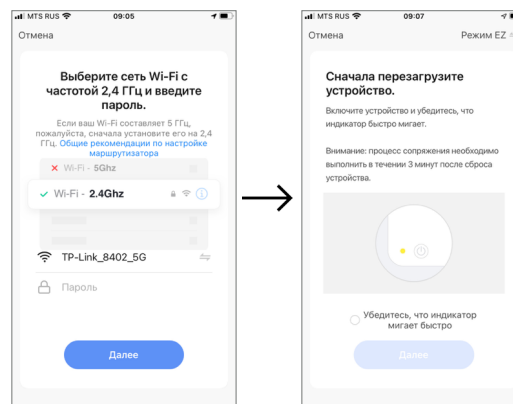 MTS RUS
09:05
Отмена
Выберите сеть Wi-Fi с
частотой 2,4 ГГц и введите
пароль.
Если ваш Wi-Fi составляет 5 ГГц,
пожалуйста, сначала установите его на 2,4
ГГц. Общие рекомендации по настройке
маршрутизатора
Wi-Fi - 5Ghz
Wi-Fi - 2.4Ghz
TP-Link_8402_5G
Пароль
Далее
MTS RUS
09:07
Отмена
Режим EZ
Сначала перезагрузите
устройство.
Включите устройство и убедитесь, что
индикатор быстро мигает.
Внимание: процесс сопряжения необходимо
выполнить в течении 3 минут после сброса
устройства.
Убедитесь, что индикатор
мигает быстро
Далее